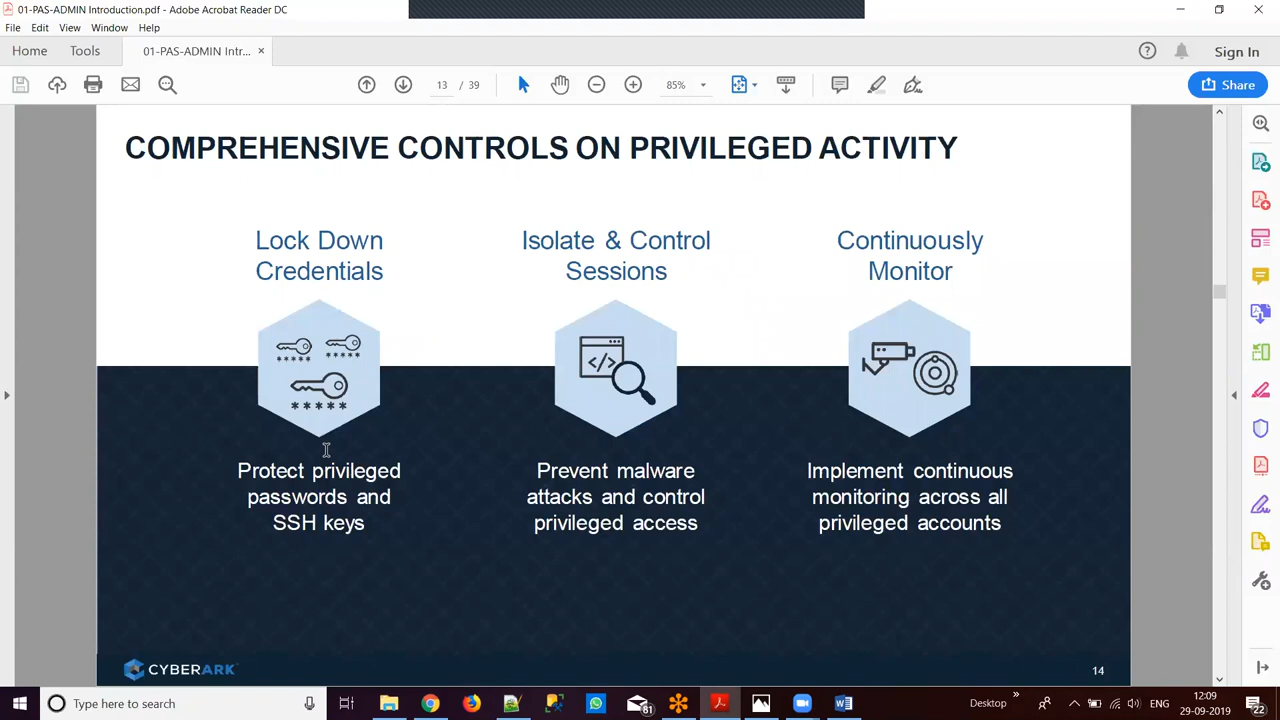 01-PAS-ADMIN Introduction.pdf - Adobe Acrobat Reader DC
File Edit View Window Help
Home Tools 01-PAS-ADMIN Intr... × Sign In
13 / 39 85% Share
COMPREHENSIVE CONTROLS ON PRIVILEGED ACTIVITY
Lock Down
Credentials
*****
*****
*****
Protect privileged
passwords and
SSH keys
Isolate & Control
Sessions
</>
Prevent malware
attacks and control
privileged access
Continuously
Monitor
Implement continuous
monitoring across all
privileged accounts
CYBERARK
14
Type here to search
61
Desktop
ENG
12:09
29-09-2019
22